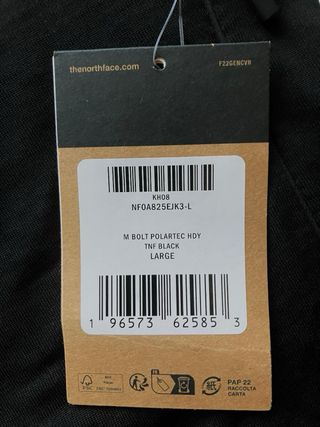 thenorthface.com
F22GENCVR
KH08
NF0A825EJK3-L
M BOLT POLARTEC HDY
TNF BLACK
LARGE
1 96573 62585 3
FSC
PAP 22
RACCOLTA
CARTA